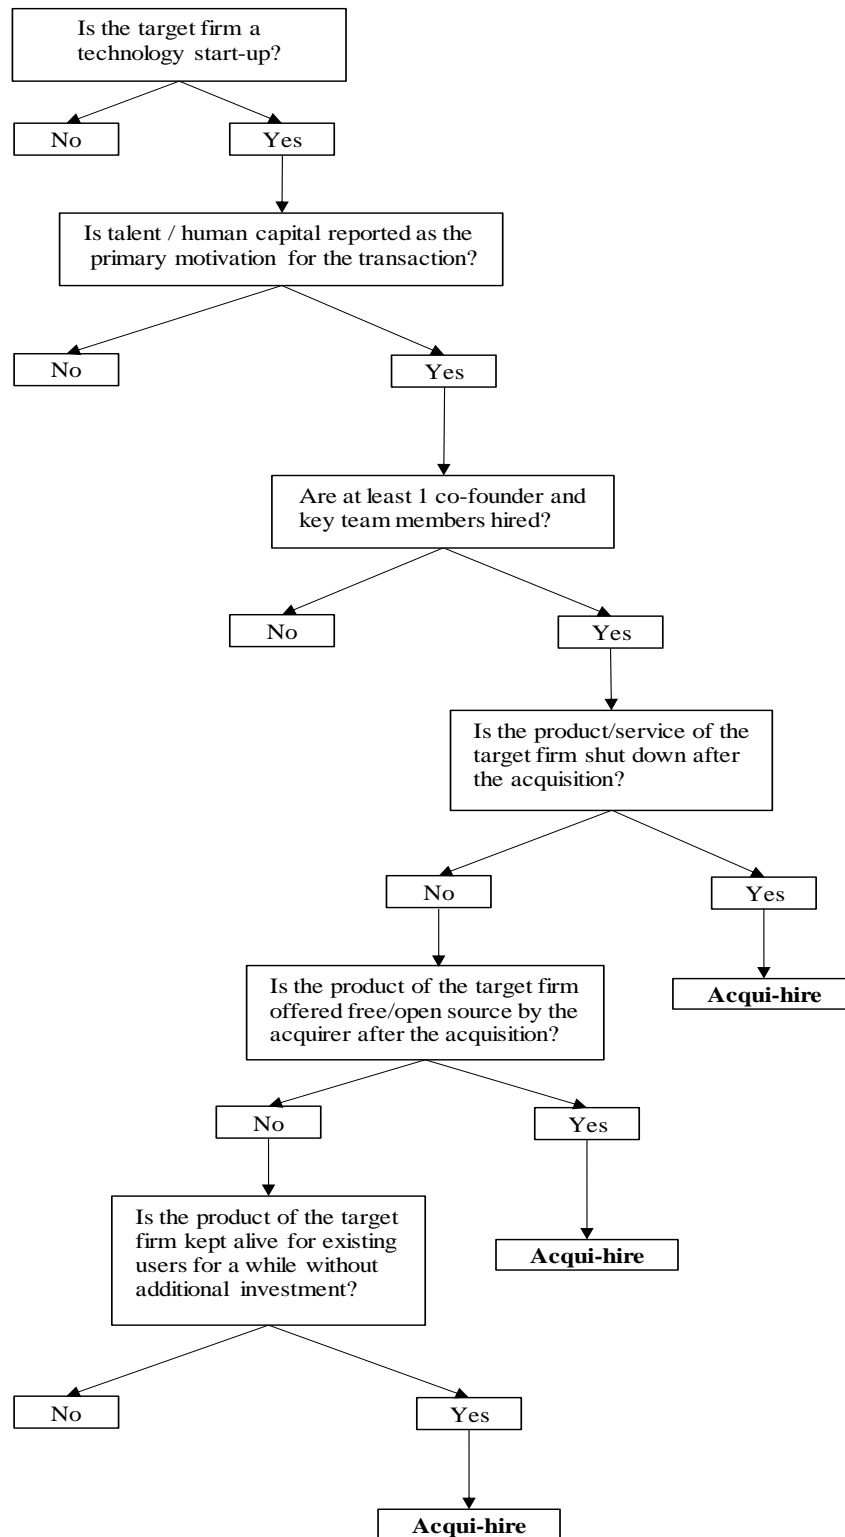 Is the target firm a
technology start-up?
No
Yes
Is talent / human capital reported as the
primary motivation for the transaction?
No
Yes
Are at least 1 co-founder and
key team members hired?
No
Yes
Is the product/service of the
target firm shut down after
the acquisition?
No
Yes
Acqui-hire
Is the product of the target firm
offered free/open source by the
acquirer after the acquisition?
No
Yes
Acqui-hire
Is the product of the target
firm kept alive for existing
users for a while without
additional investment?
No
Yes
Acqui-hire